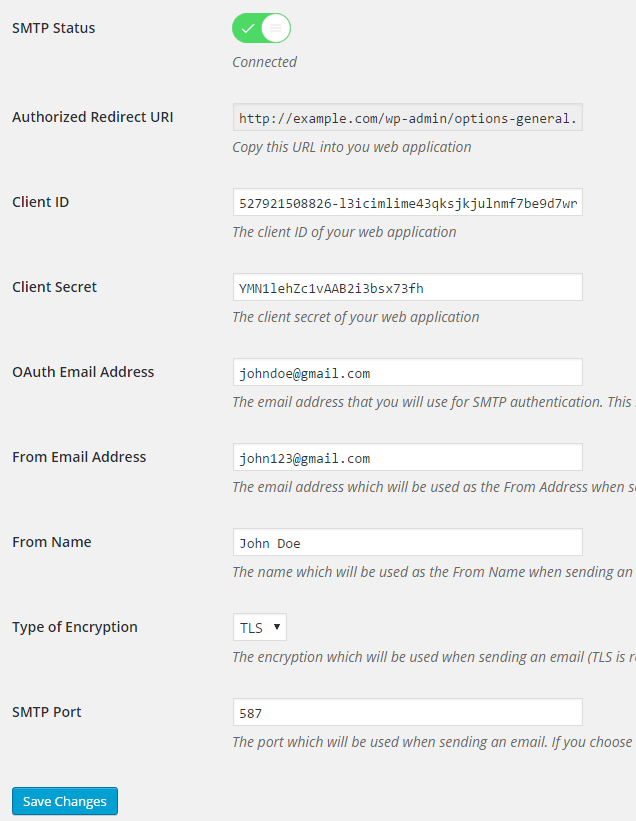 SMTP Status
Connected
Authorized Redirect URI
http://example.com/wp-admin/options-general.
Copy this URL into you web application
Client ID
527921508826-l3icimlime43qksjkjulnmf7be9d7wr
The client ID of your web application
Client Secret
YMN1lehZc1vAAB2i3bsx73fh
The client secret of your web application
OAuth Email Address
johndoe@gmail.com
The email address that you will use for SMTP authentication. This
From Email Address
john123@gmail.com
The email address which will be used as the From Address when
From Name
John Doe
The name which will be used as the From Name when sending an
Type of Encryption
TLS
The encryption which will be used when sending an email (TLS is
SMTP Port
587
The port which will be used when sending an email. If you choose
Save Changes